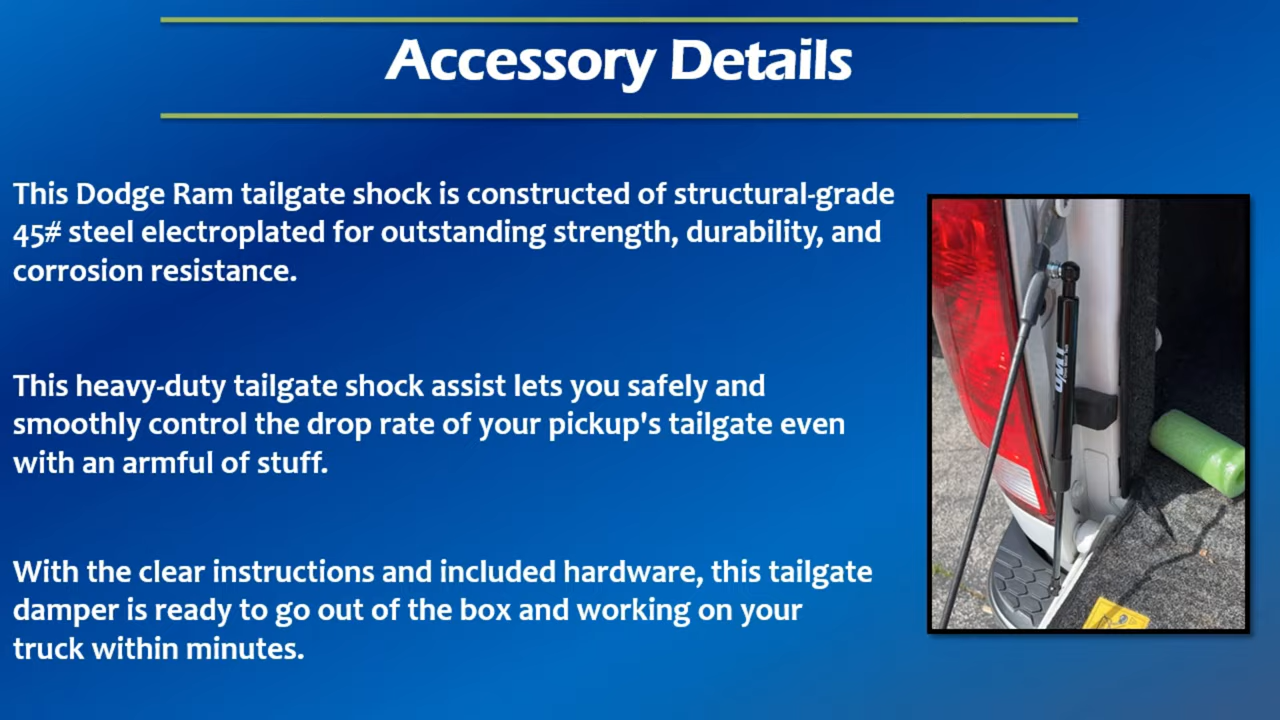 Accessory Details
This Dodge Ram tailgate shock is constructed of structural-grade
45# steel electroplated for outstanding strength, durability, and
corrosion resistance.
This heavy-duty tailgate shock assist lets you safely and
smoothly control the drop rate of your pickup's tailgate even
with an armful of stuff.
With the clear instructions and included hardware, this tailgate
damper is ready to go out of the box and working on your
truck within minutes.